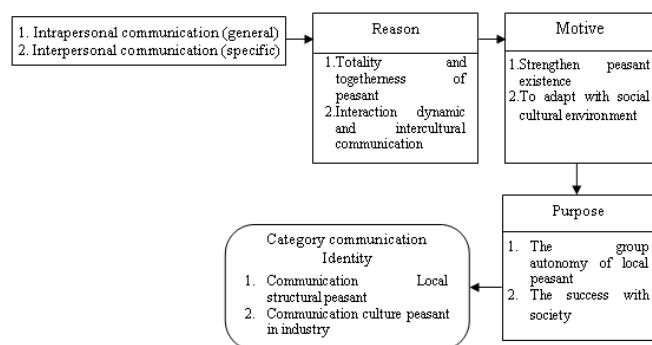 1. Intrapersonal communication (general)
2. Interpersonal communication (specific)
Reason
1.Totality and
togetherness of
peasant
2.Interaction dynamic
and intercultural
communication
Motive
1.Strengthen peasant
existence
2.To adapt with social
cultural environment
Purpose
1. The group
autonomy of local
peasant
2. The success with
society
Category communication
Identity
1. Communication Local
structural peasant
2. Communication culture peasant
in industry